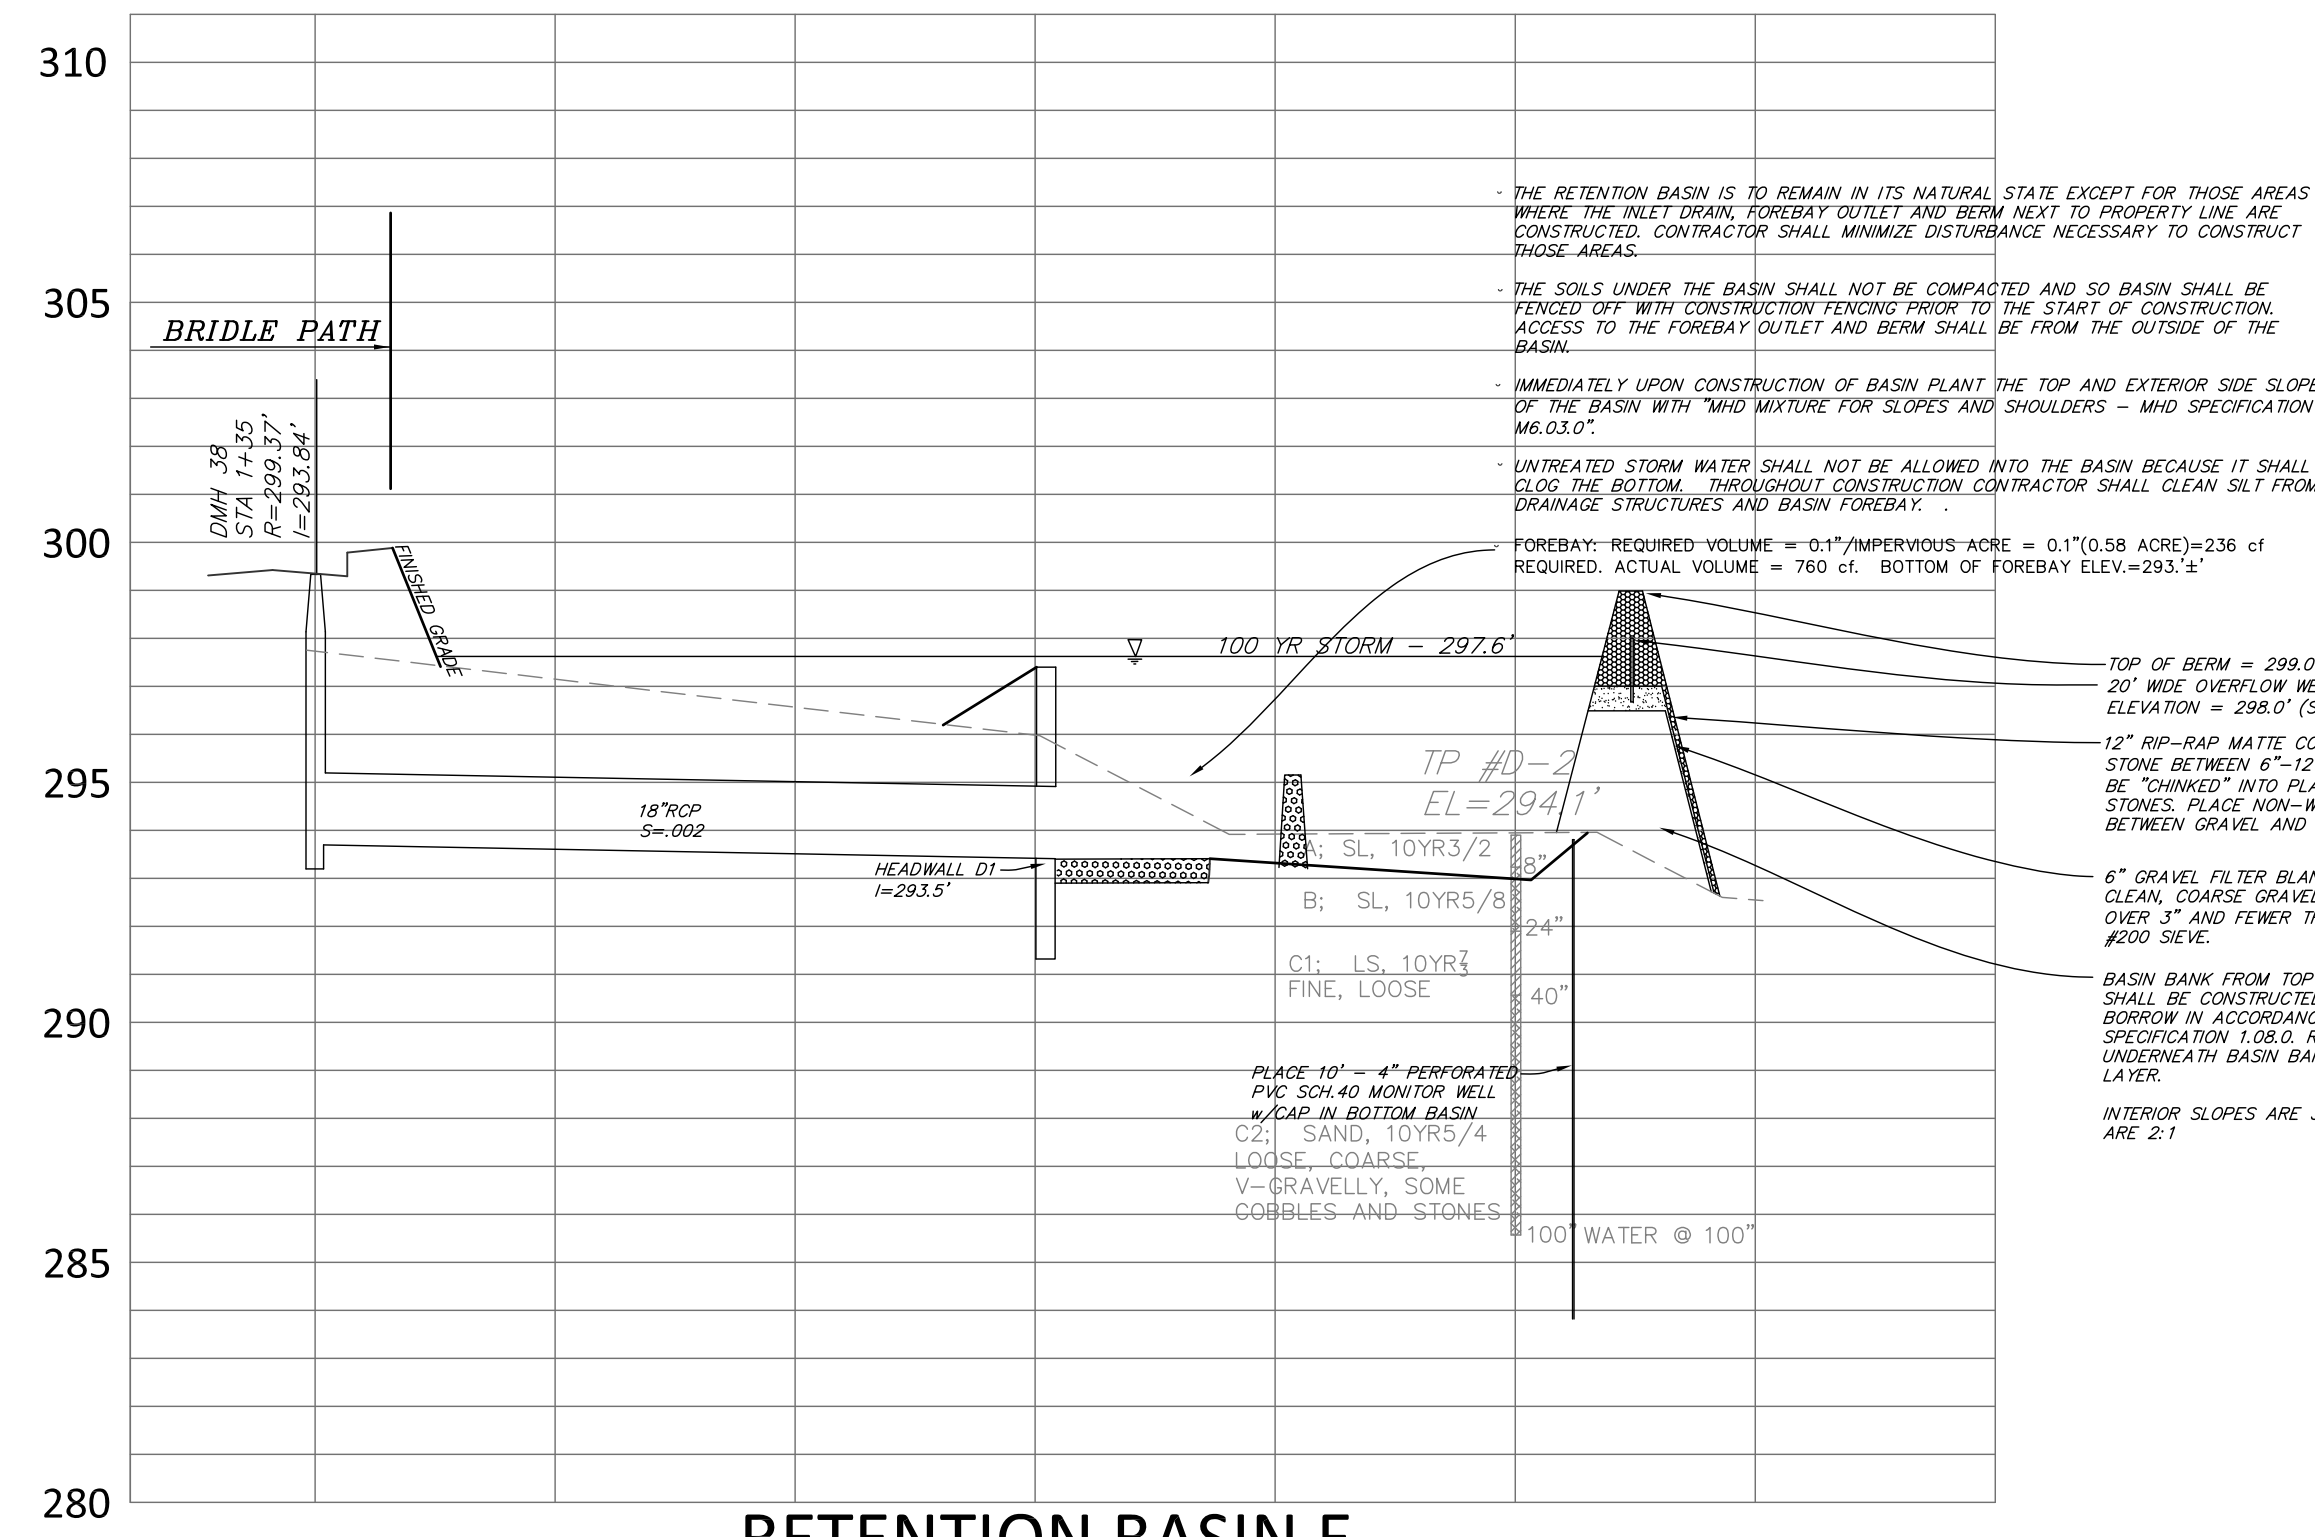 310
305
300
295
290
285
280
BRIDLE PATH
DMH 38
STA 1+35
R=299.37'
I=293.84'
FINISHED GRADE
THE RETENTION BASIN IS TO REMAIN IN ITS NATURAL STATE EXCEPT FOR THOSE AREAS
WHERE THE INLET DRAIN, FOREBAY OUTLET AND BERM NEXT TO PROPERTY LINE ARE
CONSTRUCTED. CONTRACTOR SHALL MINIMIZE DISTURBANCE NECESSARY TO CONSTRUCT
THOSE AREAS.
THE SOILS UNDER THE BASIN SHALL NOT BE COMPACTED AND SO BASIN SHALL BE
FENCED OFF WITH CONSTRUCTION FENCING PRIOR TO THE START OF CONSTRUCTION.
ACCESS TO THE FOREBAY OUTLET AND BERM SHALL BE FROM THE OUTSIDE OF THE
BASIN.
IMMEDIATELY UPON CONSTRUCTION OF BASIN PLANT THE TOP AND EXTERIOR SIDE SLOPE
OF THE BASIN WITH "MHD MIXTURE FOR SLOPES AND SHOULDERS – MHD SPECIFICATION
M6.03.0".
UNTREATED STORM WATER SHALL NOT BE ALLOWED INTO THE BASIN BECAUSE IT SHALL
CLOG THE BOTTOM. THROUGHOUT CONSTRUCTION CONTRACTOR SHALL CLEAN SILT FROM
DRAINAGE STRUCTURES AND BASIN FOREBAY. .
FOREBAY: REQUIRED VOLUME = 0.1"/IMPERVIOUS ACRE = 0.1"(0.58 ACRE)=236 cf
REQUIRED. ACTUAL VOLUME = 760 cf. BOTTOM OF FOREBAY ELEV.=293.'±'
100 YR STORM – 297.6'
TOP OF BERM = 299.0
20' WIDE OVERFLOW WE
ELEVATION = 298.0' (S
12" RIP-RAP MATTE CO
STONE BETWEEN 6"-12
BE "CHINKED" INTO PLA
STONES. PLACE NON-W
BETWEEN GRAVEL AND
6" GRAVEL FILTER BLAN
CLEAN, COARSE GRAVEL
OVER 3" AND FEWER TH
#200 SIEVE.
BASIN BANK FROM TOP
SHALL BE CONSTRUCTED
BORROW IN ACCORDANC
SPECIFICATION 1.08.0. R
UNDERNEATH BASIN BAN
LAYER.
INTERIOR SLOPES ARE 3
ARE 2:1
18"RCP
S=.002
HEADWALL D1
I=293.5'
TP #D-2
EL=294.1'
A; SL, 10YR3/2
8"
B; SL, 10YR5/8
24"
C1; LS, 10YR7/3
FINE, LOOSE
40"
PLACE 10' – 4" PERFORATED
PVC SCH.40 MONITOR WELL
w/CAP IN BOTTOM BASIN
C2; SAND, 10YR5/4
LOOSE, COARSE,
V-GRAVELLY, SOME
COBBLES AND STONES
100" WATER @ 100"
RETENTION BASIN E